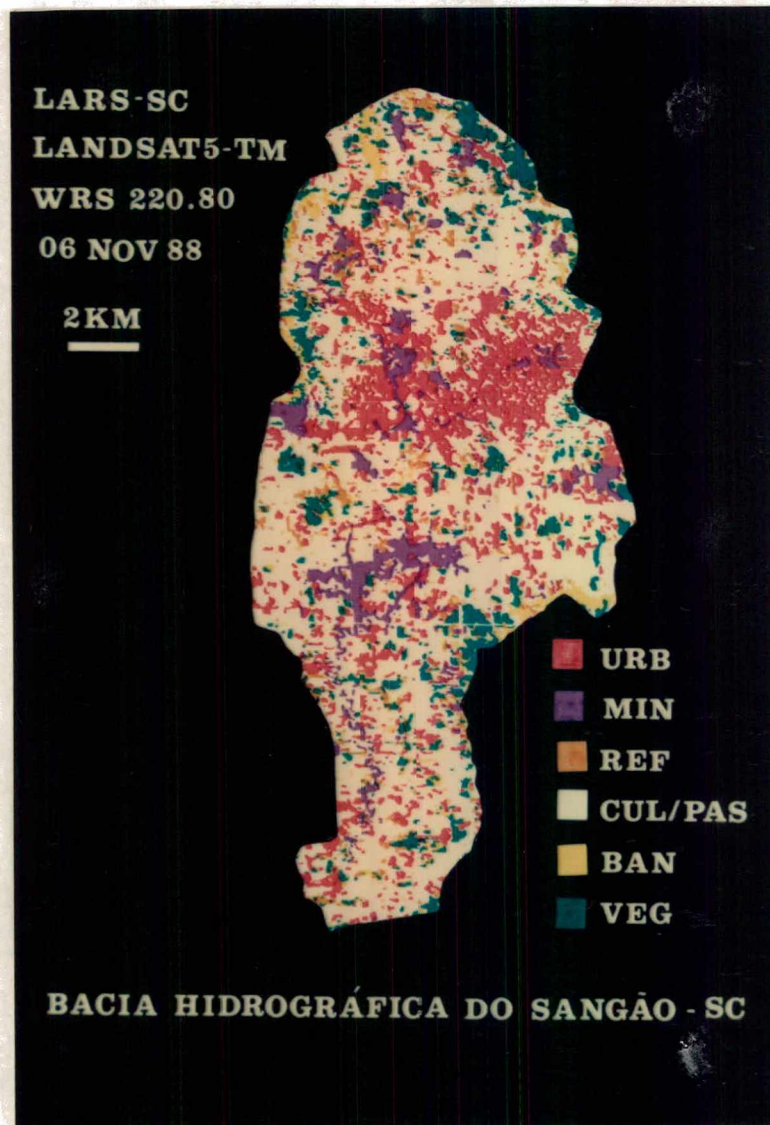 LARS-SC
LANDSAT5-TM
WRS 220.80
06 NOV 88
2KM
URB
MIN
REF
CUL/PAS
BAN
VEG
BACIA HIDROGRÁFICA DO SANGÃO - SC